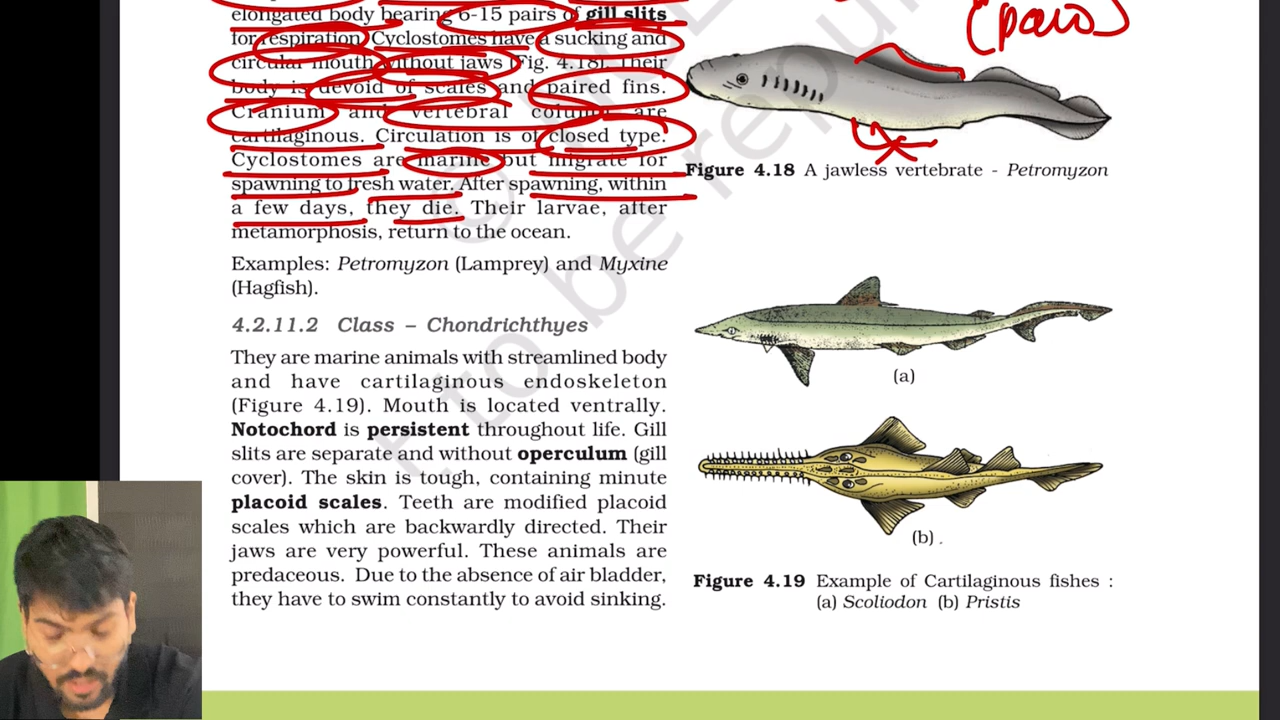 elongated body bearing 6-15 pairs of gill slits
for respiration. Cyclostomes have a sucking and
circular mouth without jaws (Fig. 4.18). Their
body is devoid of scales and paired fins.
Cranium and vertebral column are
cartilaginous. Circulation is of closed type.
Cyclostomes are marine but migrate for
spawning to fresh water. After spawning, within
a few days, they die. Their larvae, after
metamorphosis, return to the ocean.
Examples: Petromyzon (Lamprey) and Myxine
(Hagfish).
4.2.11.2 Class – Chondrichthyes
They are marine animals with streamlined body
and have cartilaginous endoskeleton
(Figure 4.19). Mouth is located ventrally.
Notochord is persistent throughout life. Gill
slits are separate and without operculum (gill
cover). The skin is tough, containing minute
placoid scales. Teeth are modified placoid
scales which are backwardly directed. Their
jaws are very powerful. These animals are
predaceous. Due to the absence of air bladder,
they have to swim constantly to avoid sinking.
Figure 4.18 A jawless vertebrate - Petromyzon
(a)
(b) .
Figure 4.19 Example of Cartilaginous fishes :
(a) Scoliodon (b) Pristis